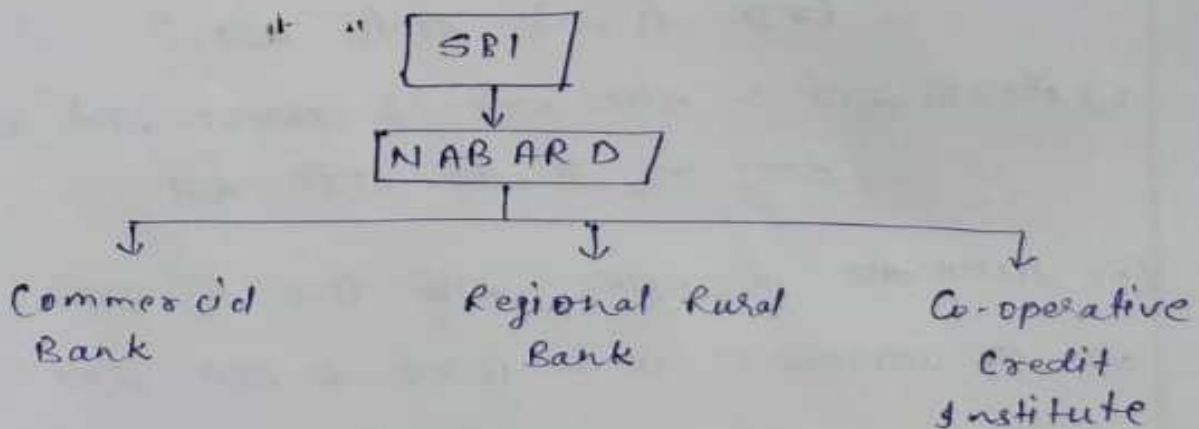 SBI
NABARD
Commercial Regional Rural Co-operative
Bank Bank Credit
Institute